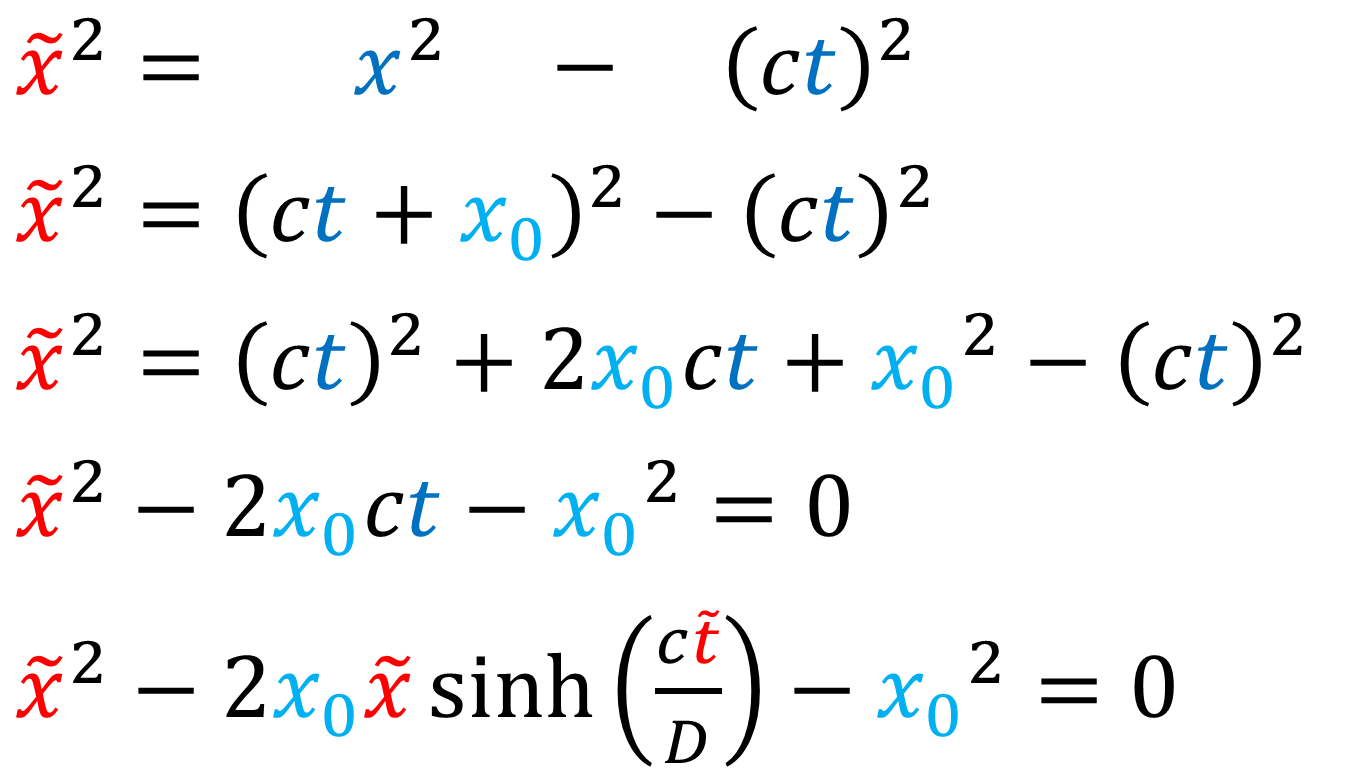 x̃² = x² − (ct)²
x̃² = (ct + x₀)² − (ct)²
x̃² = (ct)² + 2x₀ct + x₀² − (ct)²
x̃² − 2x₀ct − x₀² = 0
x̃² − 2x₀x̃ sinh (ct̃/D) − x₀² = 0